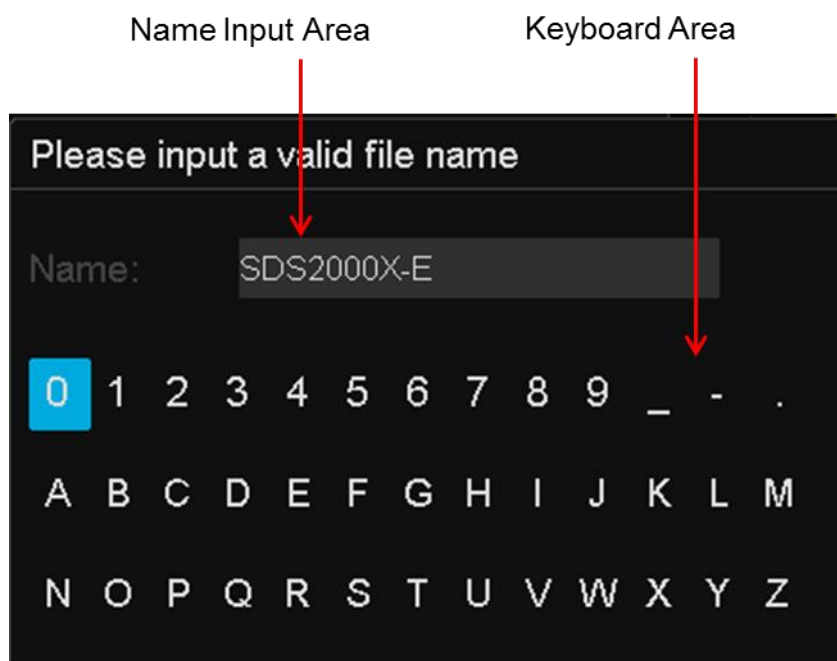 Name Input Area Keyboard Area
Please input a valid file name
Name: SDS2000X-E
0 1 2 3 4 5 6 7 8 9 _ - .
A B C D E F G H I J K L M
N O P Q R S T U V W X Y Z